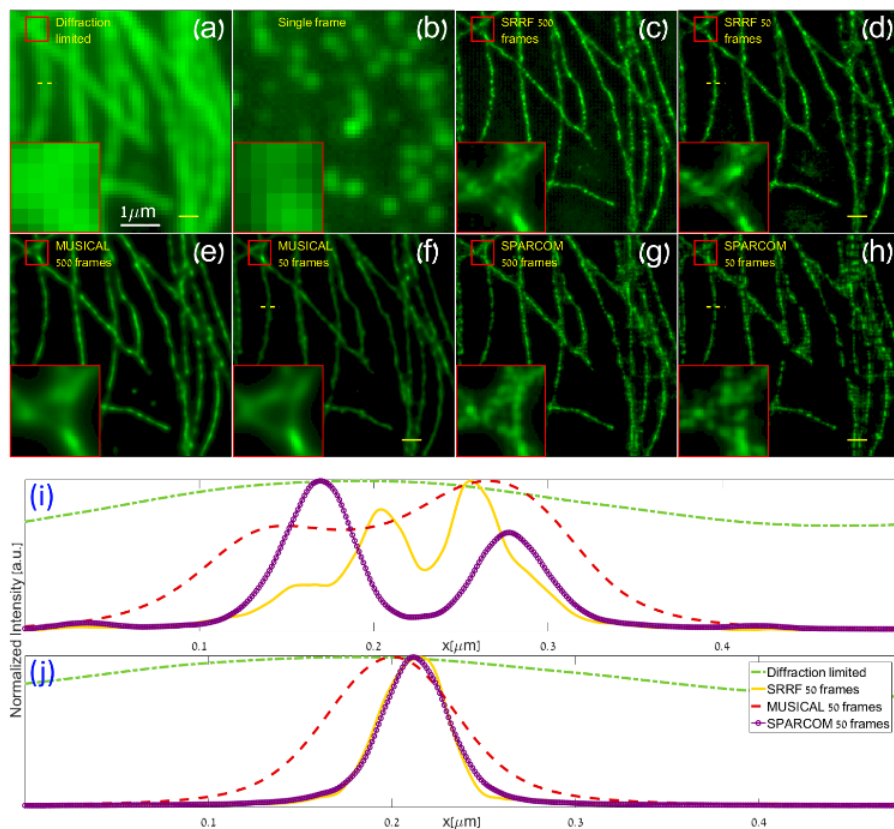 Diffraction
limited
(a)
Single frame
(b)
SRRF 500
frames
(c)
SRRF 50
frames
(d)
1μm
MUSICAL
500 frames
(e)
MUSICAL
50 frames
(f)
SPARCOM
500 frames
(g)
SPARCOM
50 frames
(h)
(i)
Normalized Intensity [a.u.]
0.1 0.2 0.3 0.4
x[μm]
(j)
Diffraction limited
SRRF 50 frames
MUSICAL 50 frames
SPARCOM 50 frames
0.1 0.2 0.3 0.4
x[μm]